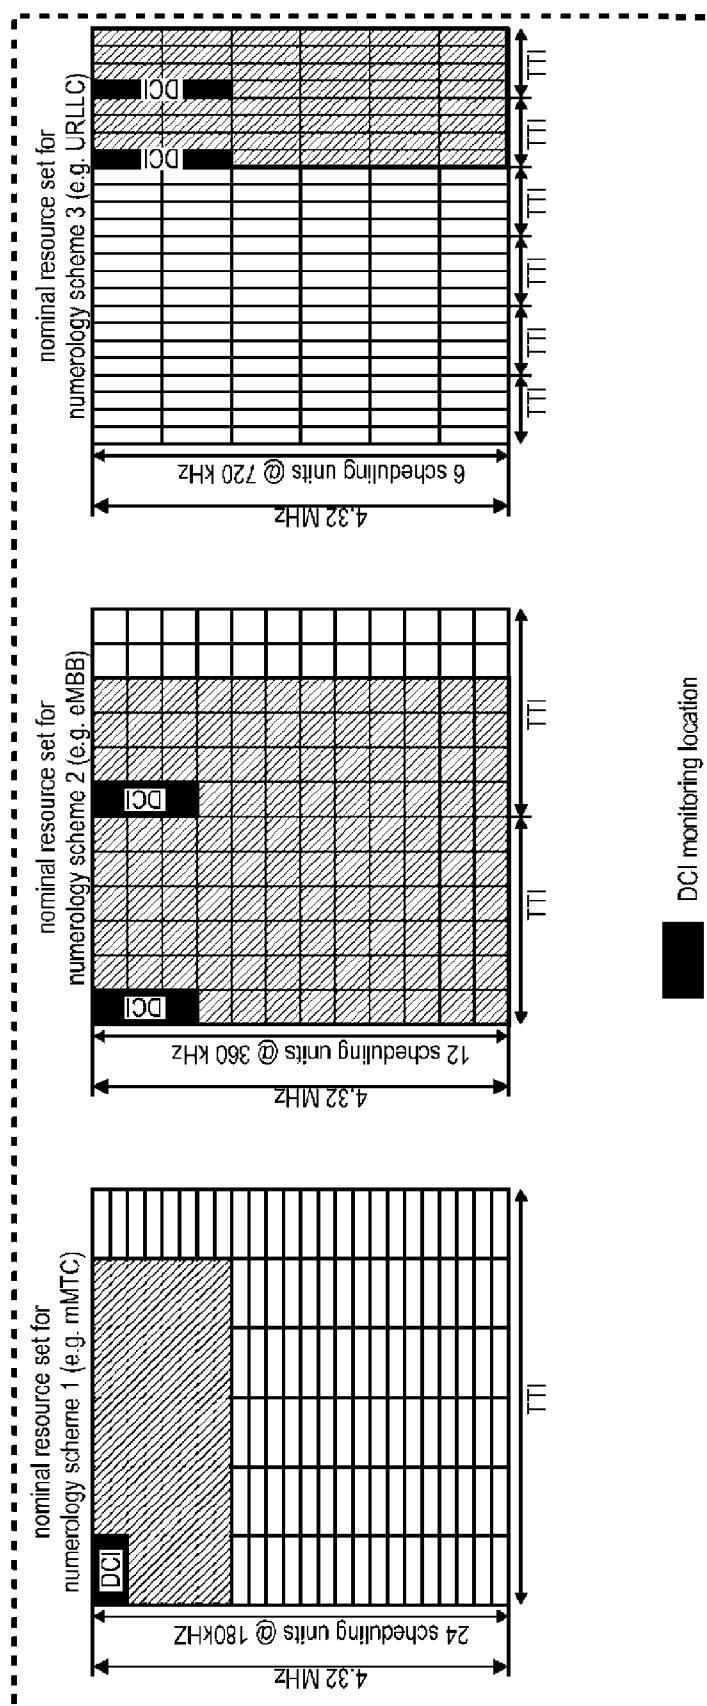 nominal resource set for
numerology scheme 3 (e.g. URLLC)
DCI
DCI
TTI
TTI
TTI
TTI
TTI
TTI
6 scheduling units @ 720 kHz
4.32 MHz
nominal resource set for
numerology scheme 2 (e.g. eMBB)
DCI
DCI
TTI
TTI
12 scheduling units @ 360 kHz
4.32 MHz
DCI monitoring location
nominal resource set for
numerology scheme 1 (e.g. mMTC)
DCI
TTI
24 scheduling units @ 180kHZ
4.32 MHz